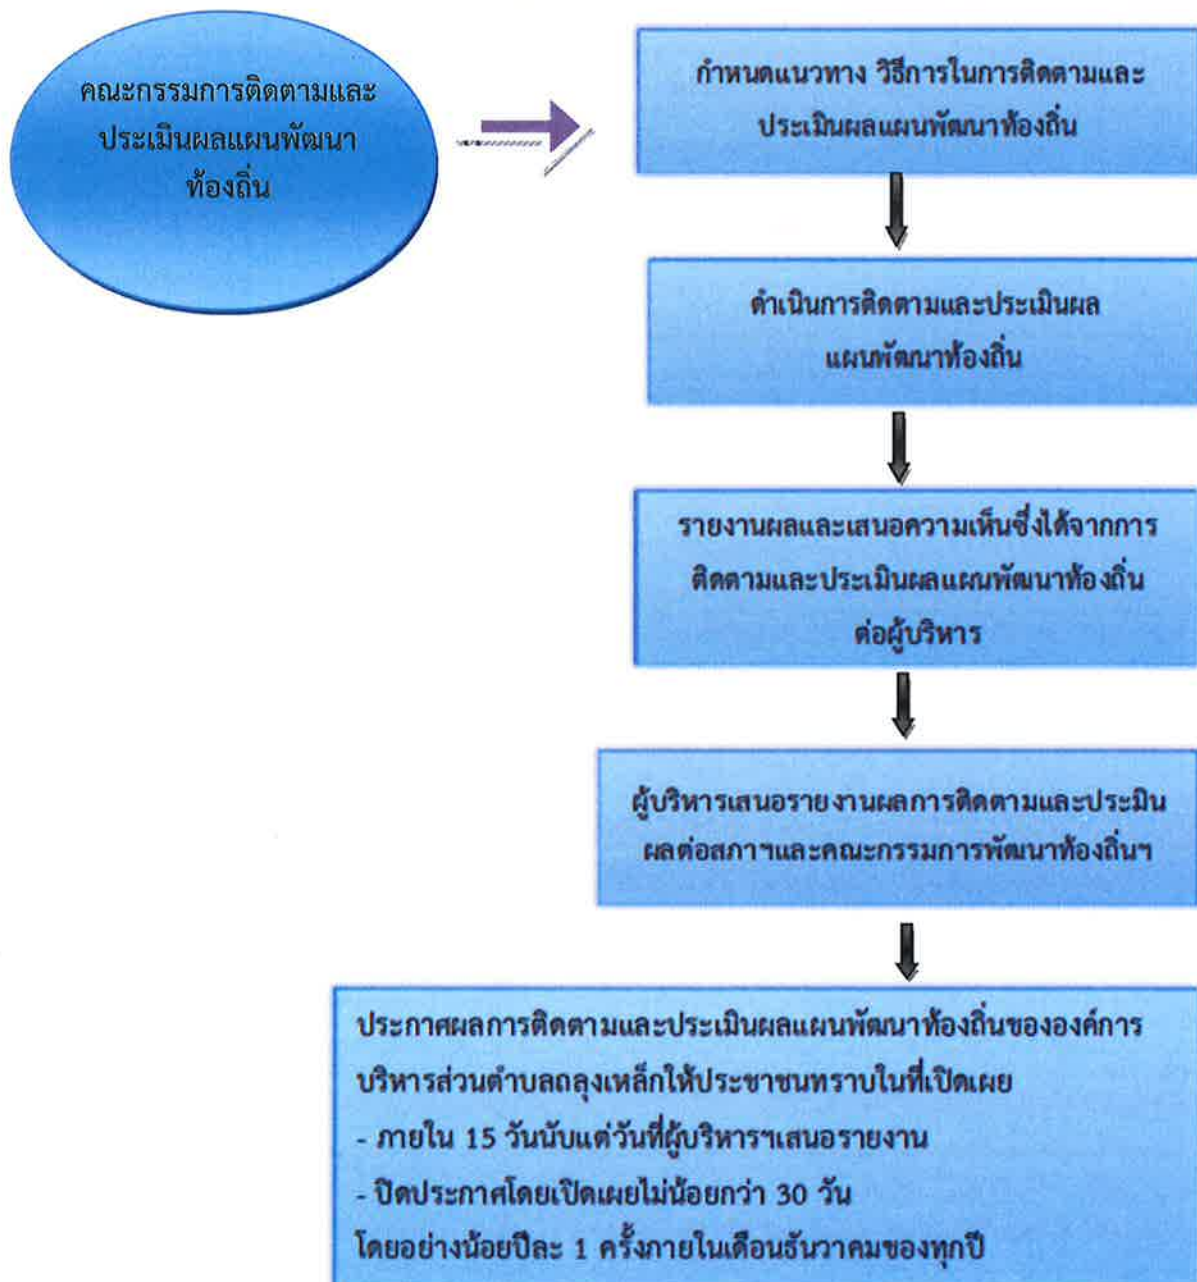 คณะกรรมการติดตามและ
ประเมินผลแผนพัฒนา
ท้องถิ่น
กำหนดแนวทาง วิธีการในการติดตามและ
ประเมินผลแผนพัฒนาท้องถิ่น
ดำเนินการติดตามและประเมินผล
แผนพัฒนาท้องถิ่น
รายงานผลและเสนอความเห็นซึ่งได้จากการ
ติดตามและประเมินผลแผนพัฒนาท้องถิ่น
ต่อผู้บริหาร
ผู้บริหารเสนอรายงานผลการติดตามและประมิน
ผลต่อสภาฯและคณะกรรมการพัฒนาท้องถิ่นฯ
ประกาศผลการติดตามและประเมินผลแผนพัฒนาท้องถิ่นขององค์การ
บริหารส่วนตำบลถลุงเหล็กให้ประชาชนทราบในที่เปิดเผย
- ภายใน 15 วันนับแต่วันที่ผู้บริหารฯเสนอรายงาน
- ปิดประกาศโดยเปิดเผยไม่น้อยกว่า 30 วัน
โดยอย่างน้อยปีละ 1 ครั้งภายในเดือนธันวาคมของทุกปี